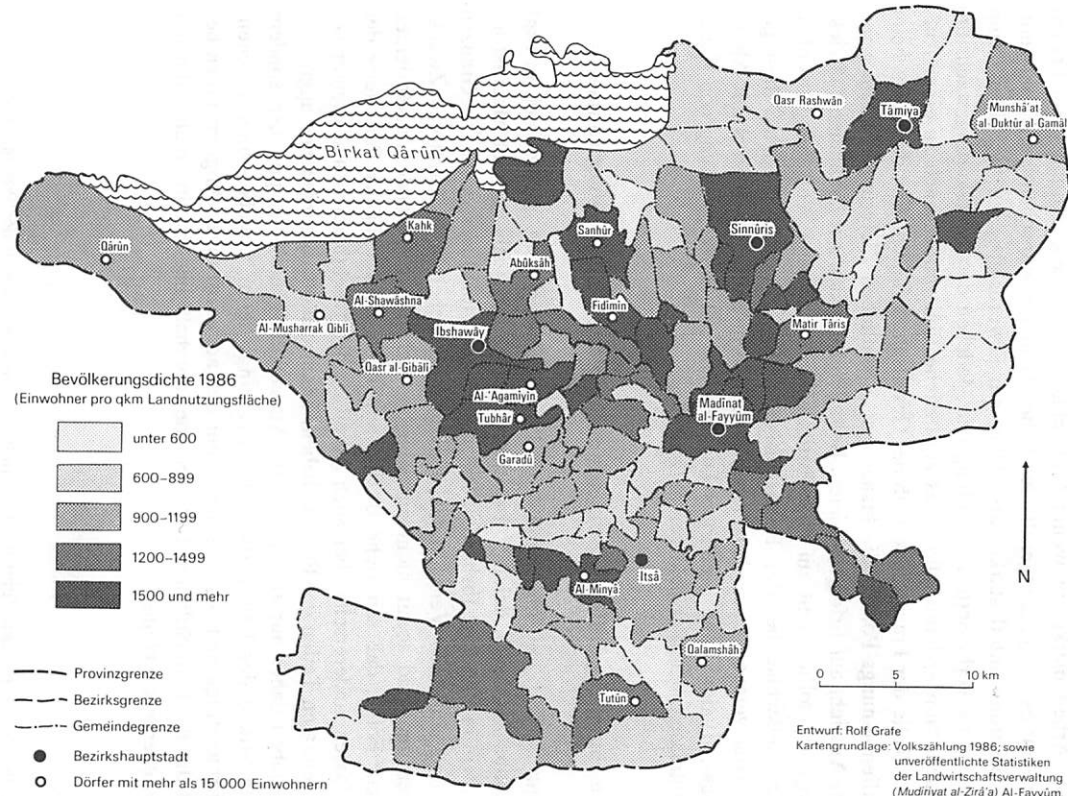 Birkat Qârûn
Qasr Rashwân
Tâmîya
Munshâ'at
al-Duktûr al-Gamâl
Qârûn
Kahk
Sanhûr
Sinnûris
Abûksâh
Al-Shawâshna
Fidîmîn
Al-Musharrak Qiblî
Ibshawây
Matir Târis
Qasr al-Gibâlî
Al-'Agamîyîn
Tubhâr
Madînat
al-Fayyûm
Garadû
Itsâ
Al-Minyâ
Qalamshâh
Tutûn
Bevölkerungsdichte 1986
(Einwohner pro qkm Landnutzungsfläche)
unter 600
600–899
900–1199
1200–1499
1500 und mehr
Provinzgrenze
Bezirksgrenze
Gemeindegrenze
Bezirkshauptstadt
Dörfer mit mehr als 15 000 Einwohnern
N
0 5 10 km
Entwurf: Rolf Grafe
Kartengrundlage: Volkszählung 1986; sowie
unveröffentlichte Statistiken
der Landwirtschaftsverwaltung
(Mudîrîyat al-Zirâ'a) Al-Fayyûm